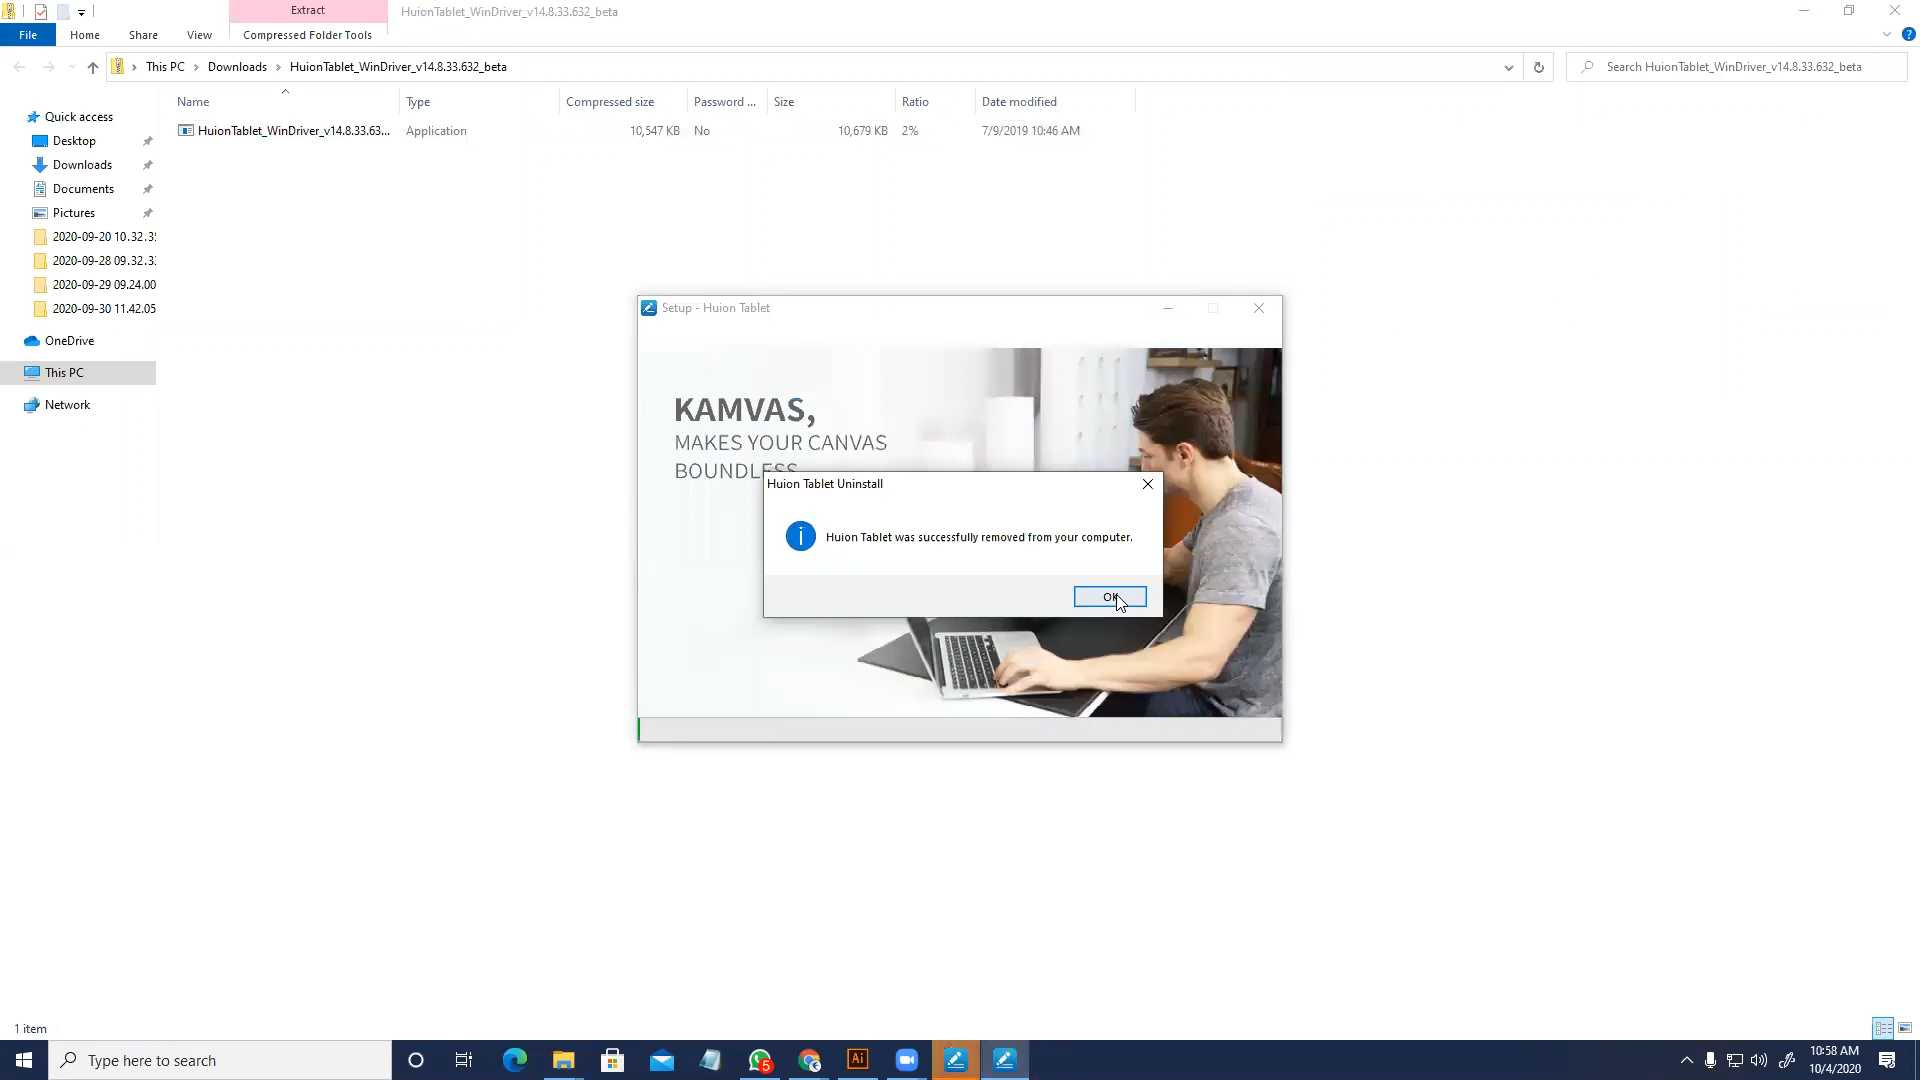 Extract
HuionTablet_WinDriver_v14.8.33.632_beta
File
Home
Share
View
Compressed Folder Tools
This PC
Downloads
HuionTablet_WinDriver_v14.8.33.632_beta
Search HuionTablet_WinDriver_v14.8.33.632_beta
Name
Type
Compressed size
Password ...
Size
Ratio
Date modified
HuionTablet_WinDriver_v14.8.33.63...
Application
10,547 KB
No
10,679 KB
2%
7/9/2019 10:46 AM
Quick access
Desktop
Downloads
Documents
Pictures
2020-09-20 10.32.35
2020-09-28 09.32.33
2020-09-29 09.24.00
2020-09-30 11.42.05
OneDrive
This PC
Network
Setup - Huion Tablet
KAMVAS,
MAKES YOUR CANVAS
BOUNDLESS
Huion Tablet Uninstall
Huion Tablet was successfully removed from your computer.
OK
1 item
Type here to search
5
Ai
10:58 AM
10/4/2020